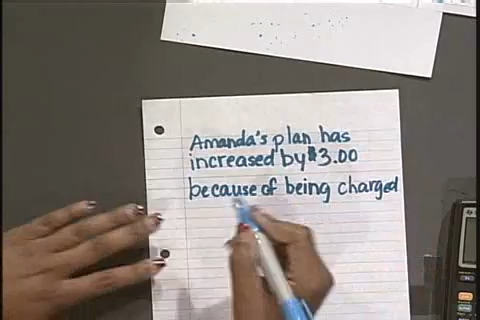 Amanda's plan has
increased by $3.00
because of being charged